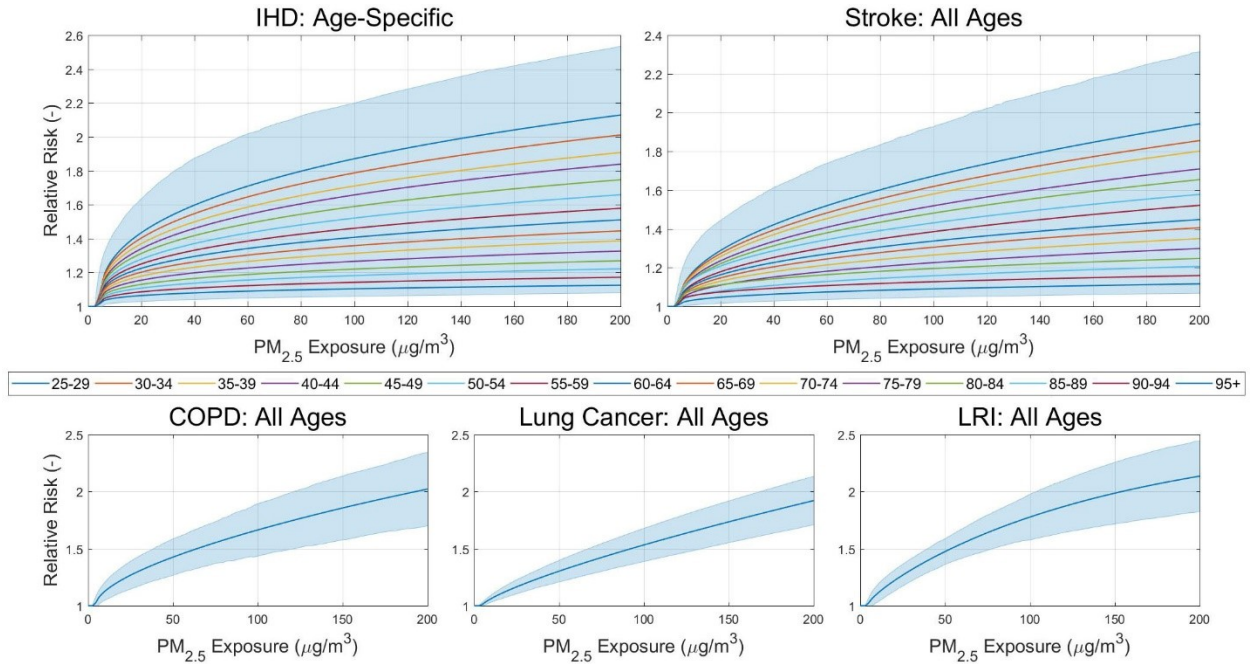 IHD: Age-Specific
Stroke: All Ages
2.6
2.4
2.2
2
1.8
1.6
1.4
1.2
1
Relative Risk (-)
0 20 40 60 80 100 120 140 160 180 200
PM2.5 Exposure (μg/m3)
2.4
2.2
2
1.8
1.6
1.4
1.2
1
0 20 40 60 80 100 120 140 160 180 200
PM2.5 Exposure (μg/m3)
25-29 30-34 35-39 40-44 45-49 50-54 55-59 60-64 65-69 70-74 75-79 80-84 85-89 90-94 95+
COPD: All Ages
Lung Cancer: All Ages
LRI: All Ages
2.5
2
1.5
1
Relative Risk (-)
0 50 100 150 200
PM2.5 Exposure (μg/m3)
2.5
2
1.5
1
0 50 100 150 200
PM2.5 Exposure (μg/m3)
2.5
2
1.5
1
0 50 100 150 200
PM2.5 Exposure (μg/m3)